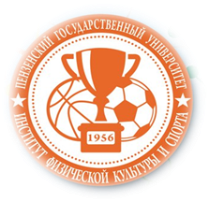 ПЕНЗЕНСКИЙ ГОСУДАРСТВЕННЫЙ УНИВЕРСИТЕТ
1956
ИНСТИТУТ ФИЗИЧЕСКОЙ КУЛЬТУРЫ И СПОРТА